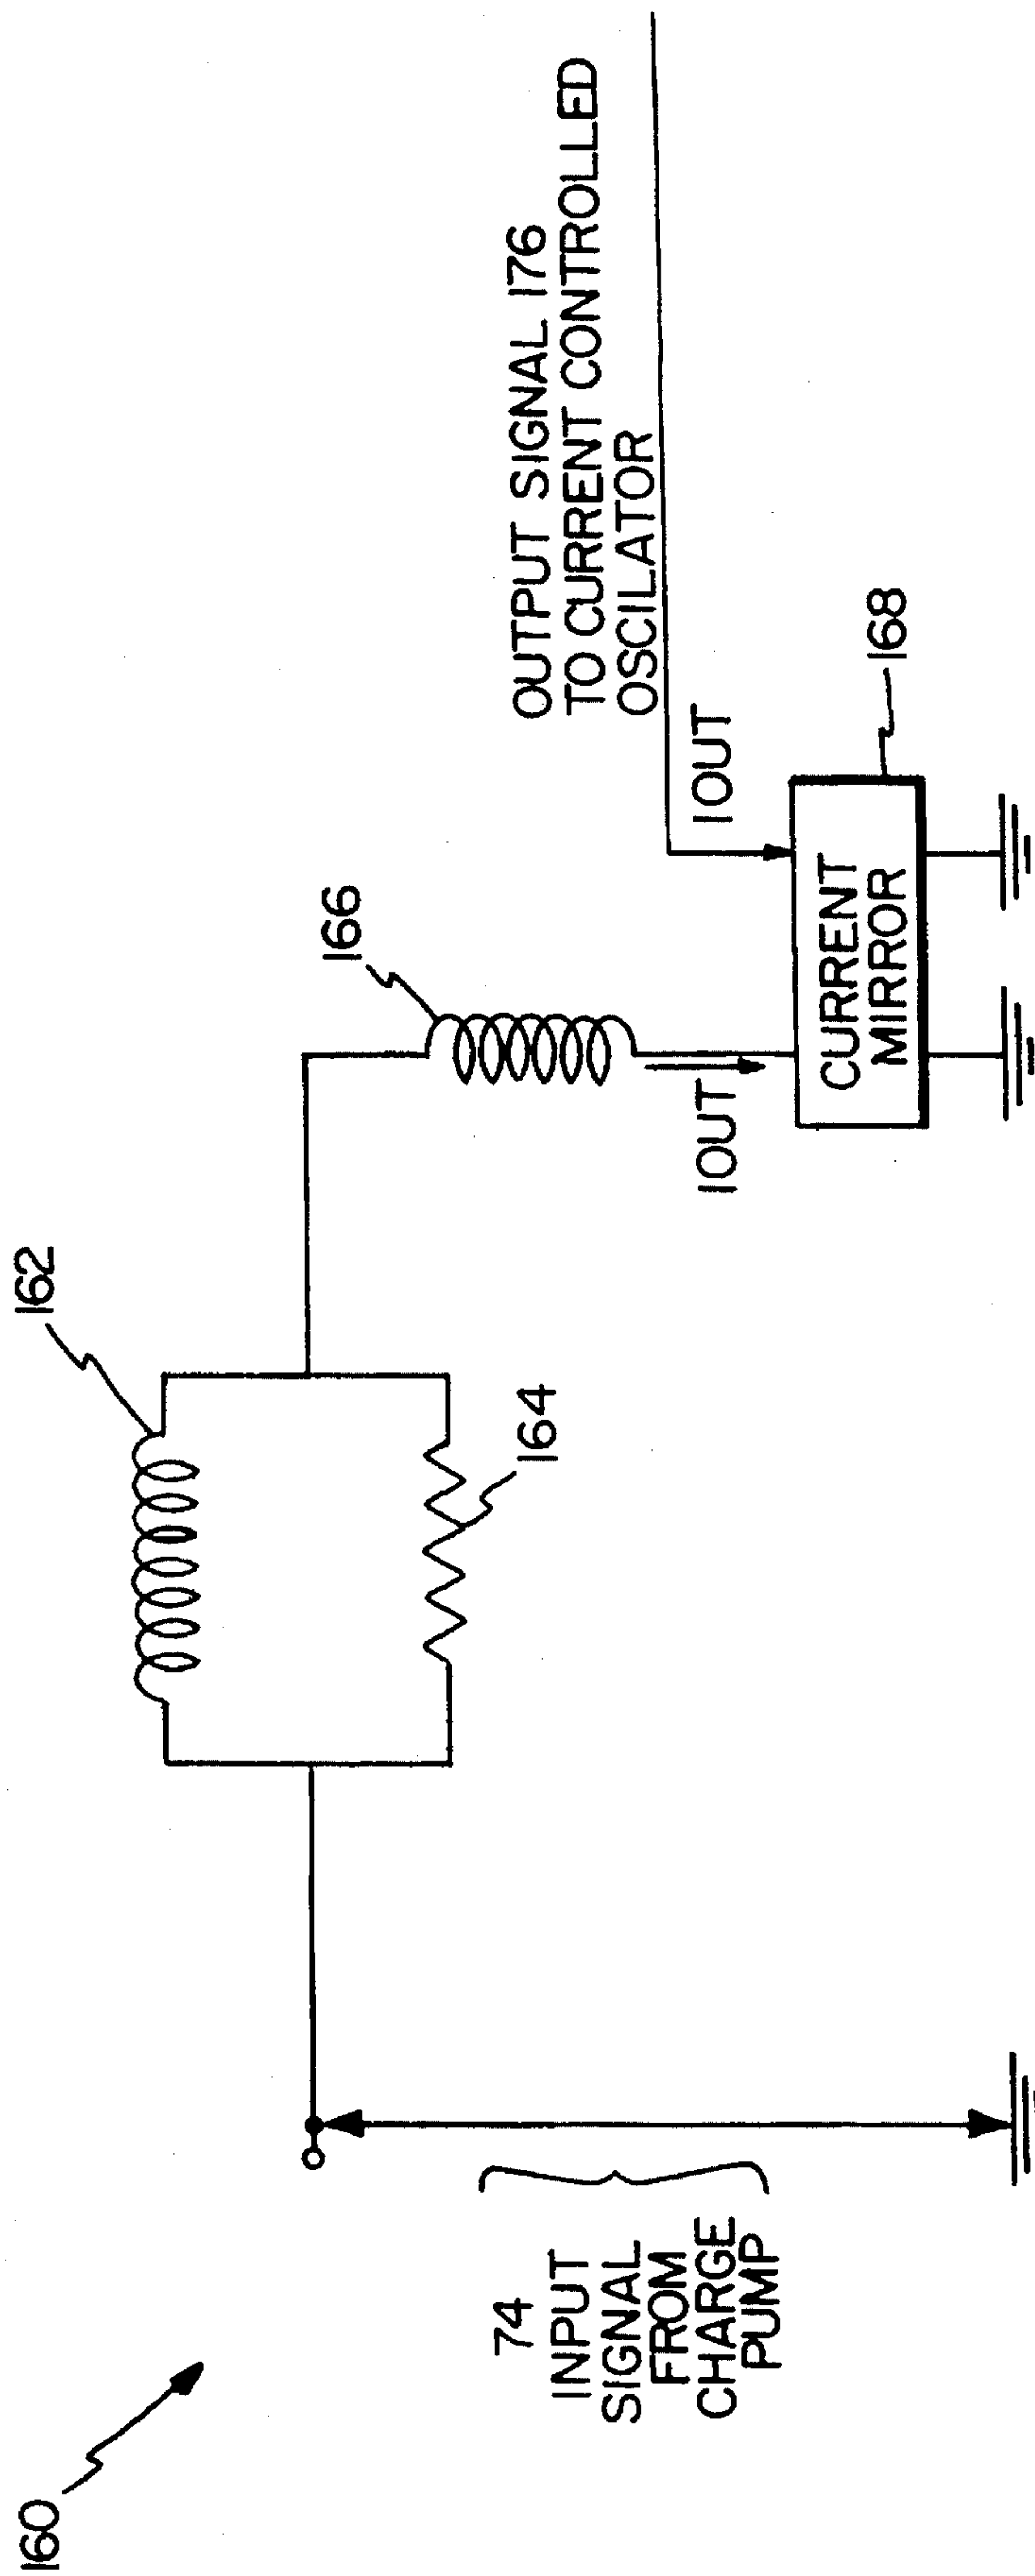 160
162
164
166
168
74
INPUT
SIGNAL
FROM
CHARGE
PUMP
IOUT
IOUT
CURRENT
MIRROR
OUTPUT SIGNAL 176
TO CURRENT CONTROLLED
OSCILATOR